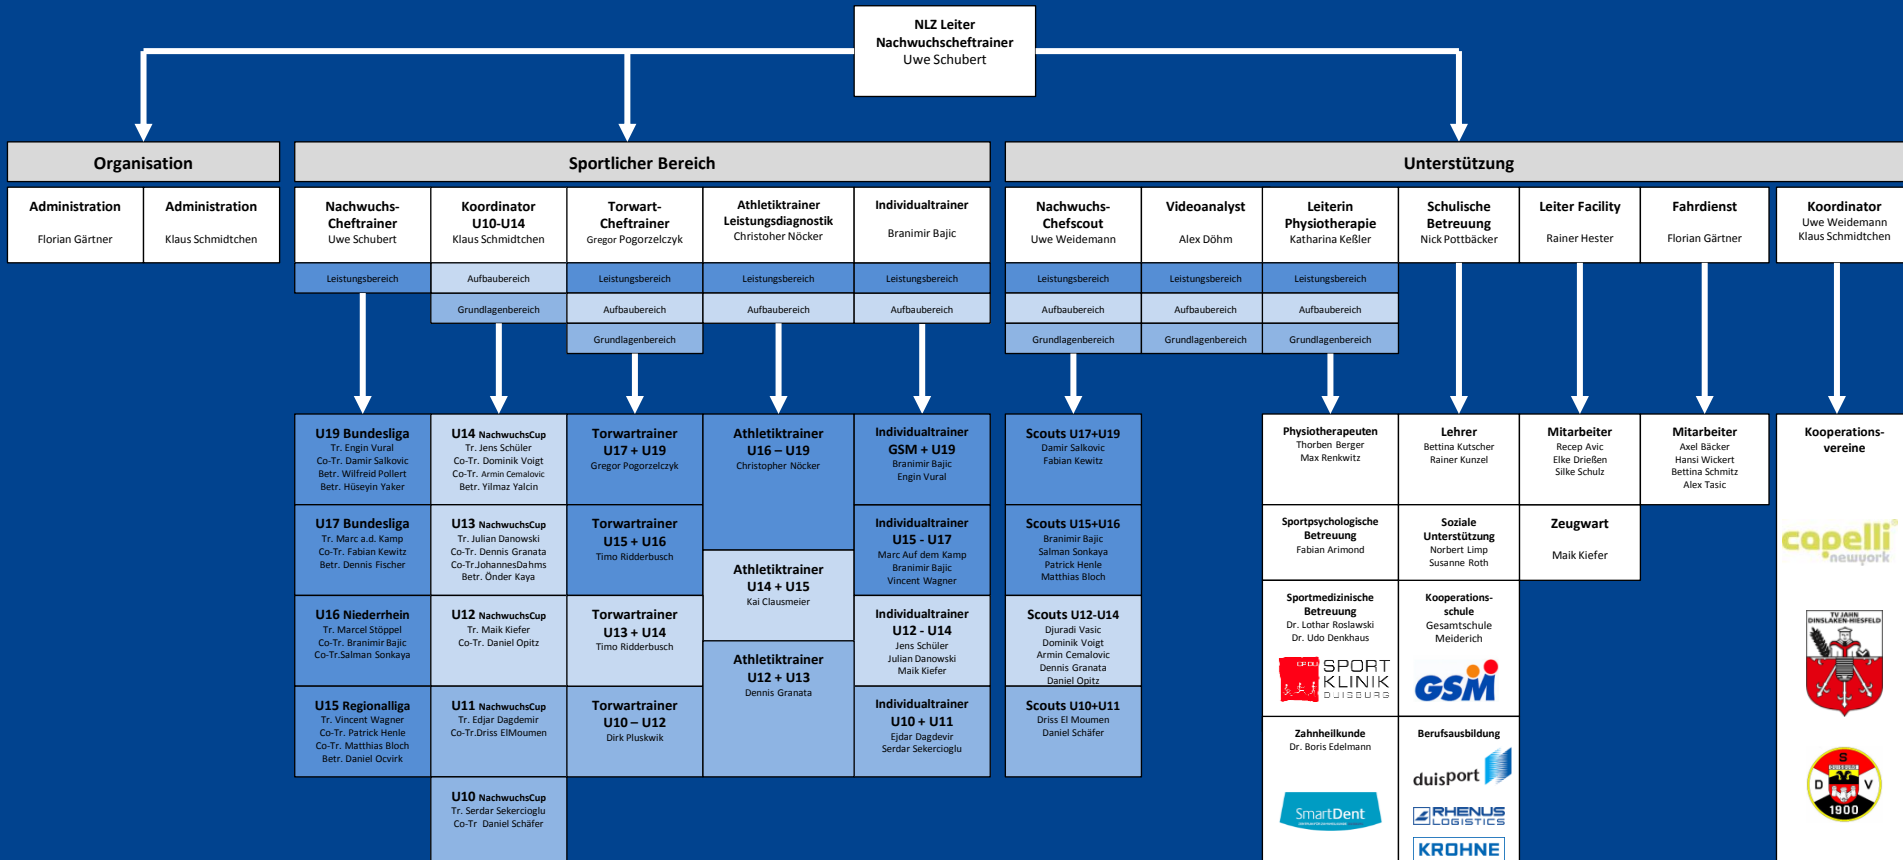 NLZ Leiter
Nachwuchscheftrainer
Uwe Schubert
Organisation
Sportlicher Bereich
Unterstützung
Administration
Florian Gärtner
Administration
Klaus Schmidtchen
Nachwuchs-
Cheftrainer
Uwe Schubert
Leistungsbereich
Koordinator
U10-U14
Klaus Schmidtchen
Aufbaubereich
Grundlagenbereich
Torwart-
Cheftrainer
Gregor Pogorzelczyk
Leistungsbereich
Aufbaubereich
Grundlagenbereich
Athletiktrainer
Leistungsdiagnostik
Christoher Nöcker
Leistungsbereich
Aufbaubereich
Individualtrainer
Branimir Bajic
Leistungsbereich
Aufbaubereich
Nachwuchs-
Chefscout
Uwe Weidemann
Leistungsbereich
Aufbaubereich
Grundlagenbereich
Videoanalyst
Alex Döhm
Leistungsbereich
Aufbaubereich
Grundlagenbereich
Leiterin
Physiotherapie
Katharina Keßler
Leistungsbereich
Aufbaubereich
Grundlagenbereich
Schulische
Betreuung
Nick Pottbäcker
Leiter Facility
Rainer Hester
Fahrdienst
Florian Gärtner
Koordinator
Uwe Weidemann
Klaus Schmidtchen
U19 Bundesliga
Tr. Engin Vural
Co-Tr. Damir Salkovic
Betr. Wilfreid Pollert
Betr. Hüseyin Yaker
U17 Bundesliga
Tr. Marc a.d. Kamp
Co-Tr. Fabian Kewitz
Betr. Dennis Fischer
U16 Niederrhein
Tr. Marcel Stöppel
Co-Tr. Branimir Bajic
Co-Tr.Salman Sonkaya
U15 Regionalliga
Tr. Vincent Wagner
Co-Tr. Patrick Henle
Co-Tr. Matthias Bloch
Betr. Daniel Ocvirk
U14 NachwuchsCup
Tr. Jens Schüler
Co-Tr. Dominik Voigt
Co-Tr. Armin Cemalovic
Betr. Yilmaz Yalcin
U13 NachwuchsCup
Tr. Julian Danowski
Co-Tr. Dennis Granata
Co-Tr.JohannesDahms
Betr. Önder Kaya
U12 NachwuchsCup
Tr. Maik Kiefer
Co-Tr. Daniel Opitz
U11 NachwuchsCup
Tr. Edjar Dagdemir
Co-Tr.Driss ElMoumen
U10 NachwuchsCup
Tr. Serdar Sekercioglu
Co-Tr Daniel Schäfer
Torwartrainer
U17 + U19
Gregor Pogorzelczyk
Torwartrainer
U15 + U16
Timo Ridderbusch
Torwartrainer
U13 + U14
Timo Ridderbusch
Torwartrainer
U10 – U12
Dirk Pluskwik
Athletiktrainer
U16 – U19
Christopher Nöcker
Athletiktrainer
U14 + U15
Kai Clausmeier
Athletiktrainer
U12 + U13
Dennis Granata
Individualtrainer
GSM + U19
Branimir Bajic
Engin Vural
Individualtrainer
U15 - U17
Marc Auf dem Kamp
Branimir Bajic
Vincent Wagner
Individualtrainer
U12 - U14
Jens Schüler
Julian Danowski
Maik Kiefer
Individualtrainer
U10 + U11
Ejdar Dagdevir
Serdar Sekercioglu
Scouts U17+U19
Damir Salkovic
Fabian Kewitz
Scouts U15+U16
Branimir Bajic
Salman Sonkaya
Patrick Henle
Matthias Bloch
Scouts U12-U14
Djuradi Vasic
Dominik Voigt
Armin Cemalovic
Dennis Granata
Daniel Opitz
Scouts U10+U11
Driss El Moumen
Daniel Schäfer
Physiotherapeuten
Thorben Berger
Max Renkwitz
Sportpsychologische
Betreuung
Fabian Arimond
Sportmedizinische
Betreuung
Dr. Lothar Roslawski
Dr. Udo Denkhaus
SPORT
KLINIK
DUISBURG
Zahnheilkunde
Dr. Boris Edelmann
SmartDent
Lehrer
Bettina Kutscher
Rainer Kunzel
Soziale
Unterstützung
Norbert Limp
Susanne Roth
Kooperations-
schule
Gesamtschule
Meiderich
GSM
Berufsausbildung
duisport
RHENUS
LOGISTICS
KROHNE
Mitarbeiter
Recep Avic
Elke Drießen
Silke Schulz
Zeugwart
Maik Kiefer
Mitarbeiter
Axel Bäcker
Hansi Wickert
Bettina Schmitz
Alex Tasic
Kooperations-
vereine
capelli
newyork
TV JAHN
DINSLAKEN-HIESFELD
S
DUISBURG
D V
1900